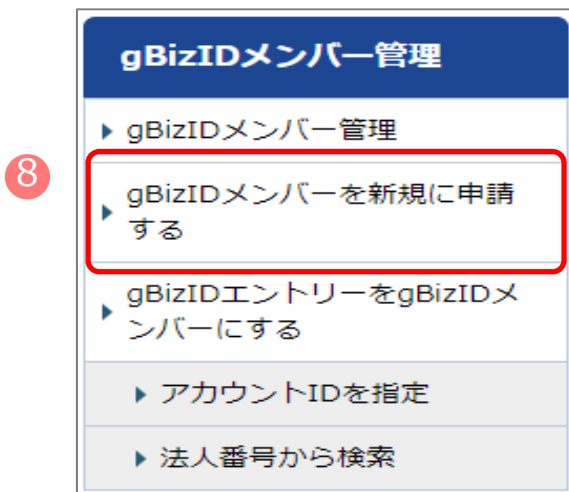 gBizIDメンバー管理
gBizIDメンバー管理
8
gBizIDメンバーを新規に申請
する
gBizIDエントリーをgBizIDメ
ンバーにする
アカウントIDを指定
法人番号から検索